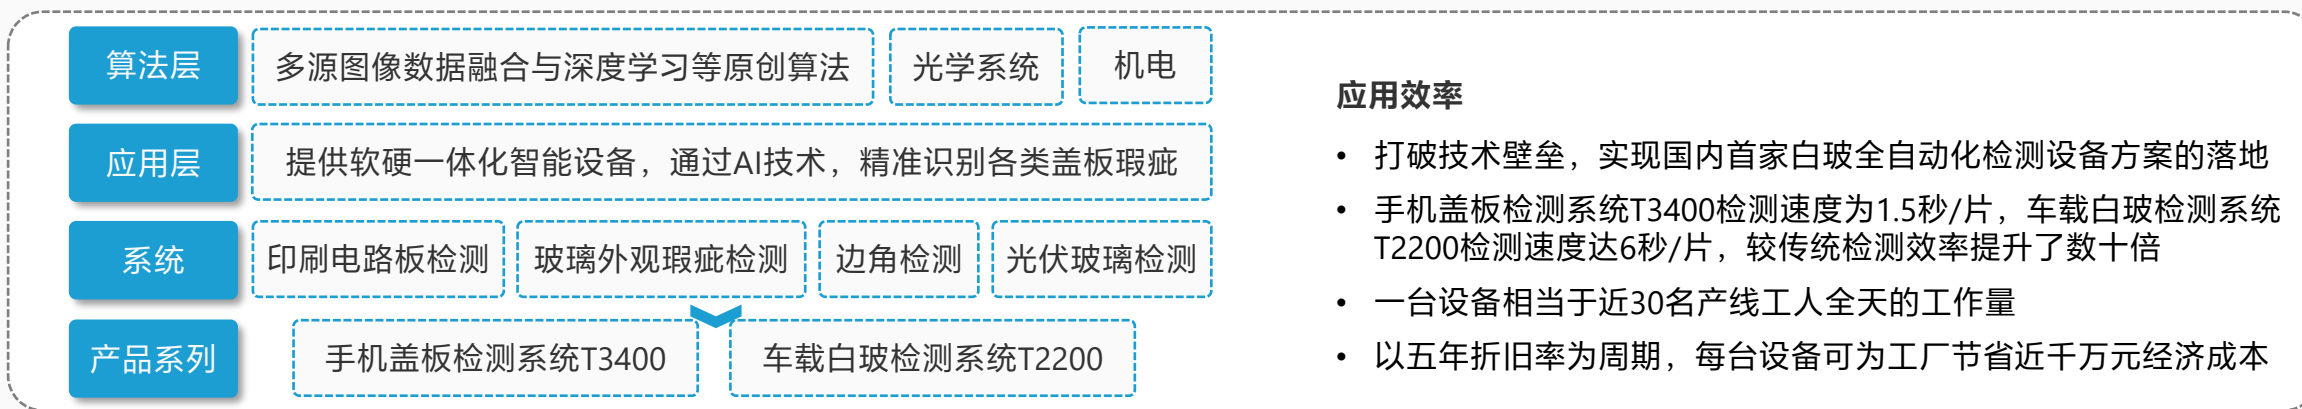 算法层
多源图像数据融合与深度学习等原创算法
光学系统
机电
应用层
提供软硬一体化智能设备，通过AI技术，精准识别各类盖板瑕疵
系统
印刷电路板检测
玻璃外观瑕疵检测
边角检测
光伏玻璃检测
产品系列
手机盖板检测系统T3400
车载白玻检测系统T2200
应用效率
• 打破技术壁垒，实现国内首家白玻全自动化检测设备方案的落地
• 手机盖板检测系统T3400检测速度为1.5秒/片，车载白玻检测系统
T2200检测速度达6秒/片，较传统检测效率提升了数十倍
• 一台设备相当于近30名产线工人全天的工作量
• 以五年折旧率为周期，每台设备可为工厂节省近千万元经济成本